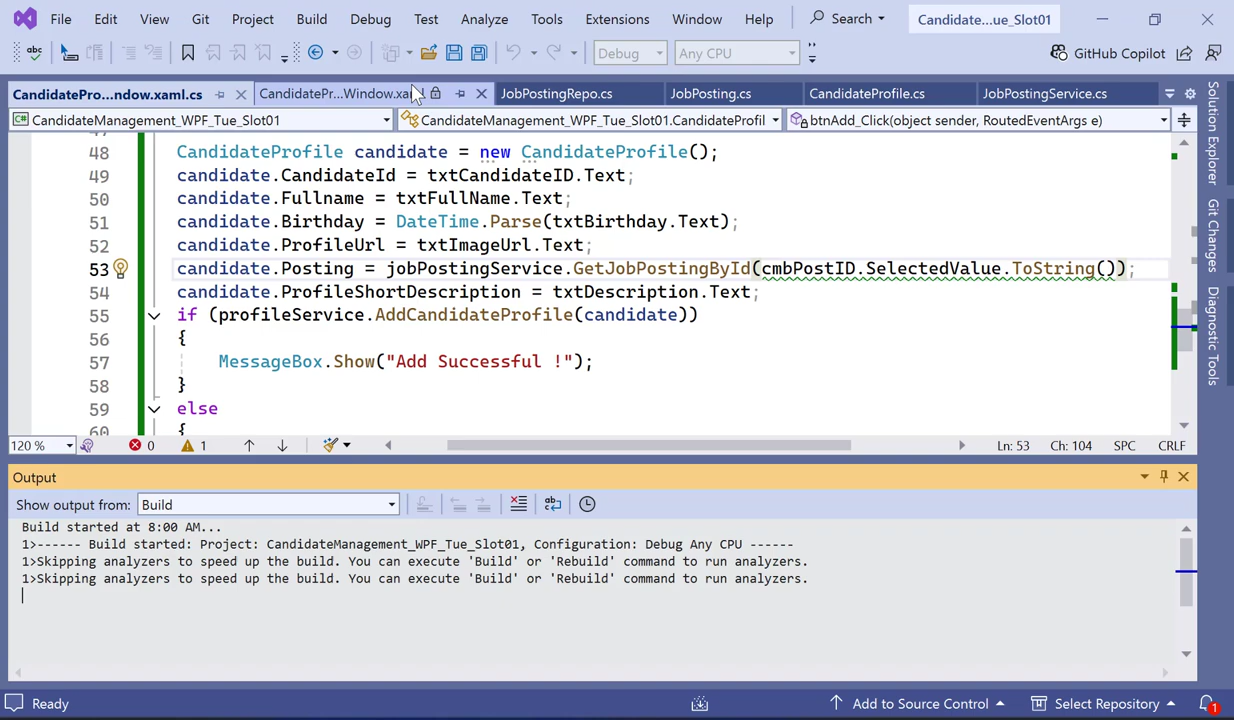 File Edit View Git Project Build Debug Test Analyze Tools Extensions Window Help Search Candidate...ue_Slot01
abc Debug Any CPU GitHub Copilot
CandidatePro...ndow.xaml.cs CandidatePr...Window.xa JobPostingRepo.cs JobPosting.cs CandidateProfile.cs JobPostingService.cs
CandidateManagement_WPF_Tue_Slot01 CandidateManagement_WPF_Tue_Slot01.CandidateProfil btnAdd_Click(object sender, RoutedEventArgs e)
48 CandidateProfile candidate = new CandidateProfile();
49 candidate.CandidateId = txtCandidateID.Text;
50 candidate.Fullname = txtFullName.Text;
51 candidate.Birthday = DateTime.Parse(txtBirthday.Text);
52 candidate.ProfileUrl = txtImageUrl.Text;
53 candidate.Posting = jobPostingService.GetJobPostingById(cmbPostID.SelectedValue.ToString());
54 candidate.ProfileShortDescription = txtDescription.Text;
55 if (profileService.AddCandidateProfile(candidate))
56 {
57 MessageBox.Show("Add Successful !");
58 }
59 else
60 {
120 % 0 1 Ln: 53 Ch: 104 SPC CRLF
Output
Show output from: Build
Build started at 8:00 AM...
1>------ Build started: Project: CandidateManagement_WPF_Tue_Slot01, Configuration: Debug Any CPU ------
1>Skipping analyzers to speed up the build. You can execute 'Build' or 'Rebuild' command to run analyzers.
1>Skipping analyzers to speed up the build. You can execute 'Build' or 'Rebuild' command to run analyzers.
Ready Add to Source Control Select Repository 1
Solution Explorer
Git Changes
Diagnostic Tools